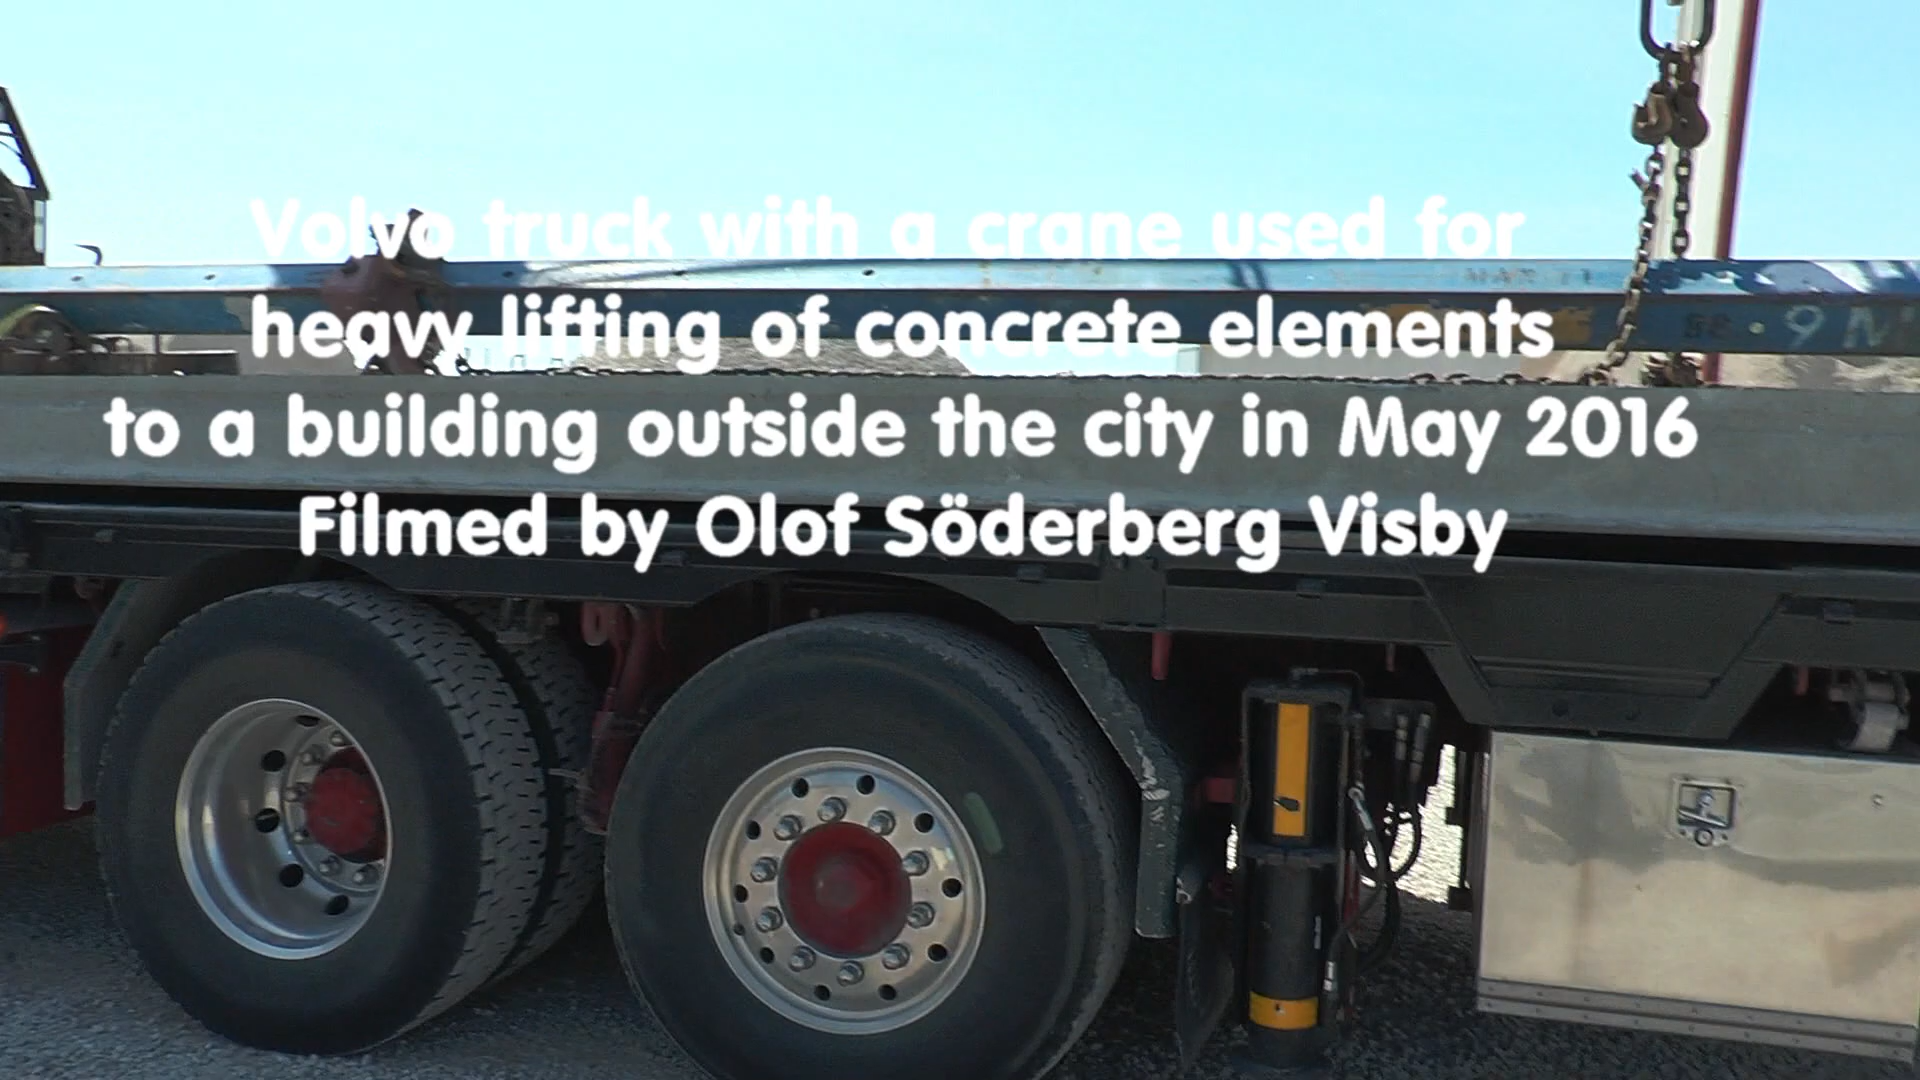 Volvo truck with a crane used for
heavy lifting of concrete elements
to a building outside the city in May 2016
Filmed by Olof Söderberg Visby
9 M